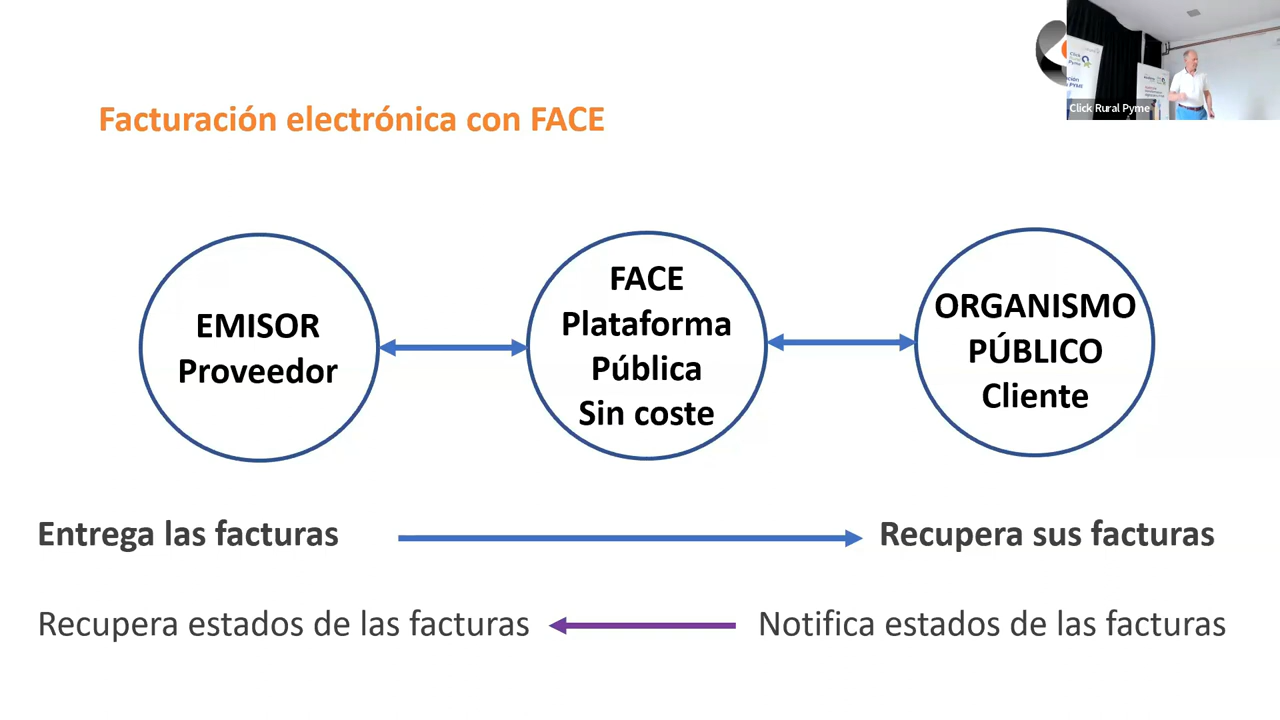 Facturación electrónica con FACE
Click Rural Pyme
EMISOR
Proveedor
FACE
Plataforma
Pública
Sin coste
ORGANISMO
PÚBLICO
Cliente
Entrega las facturas
Recupera sus facturas
Recupera estados de las facturas
Notifica estados de las facturas